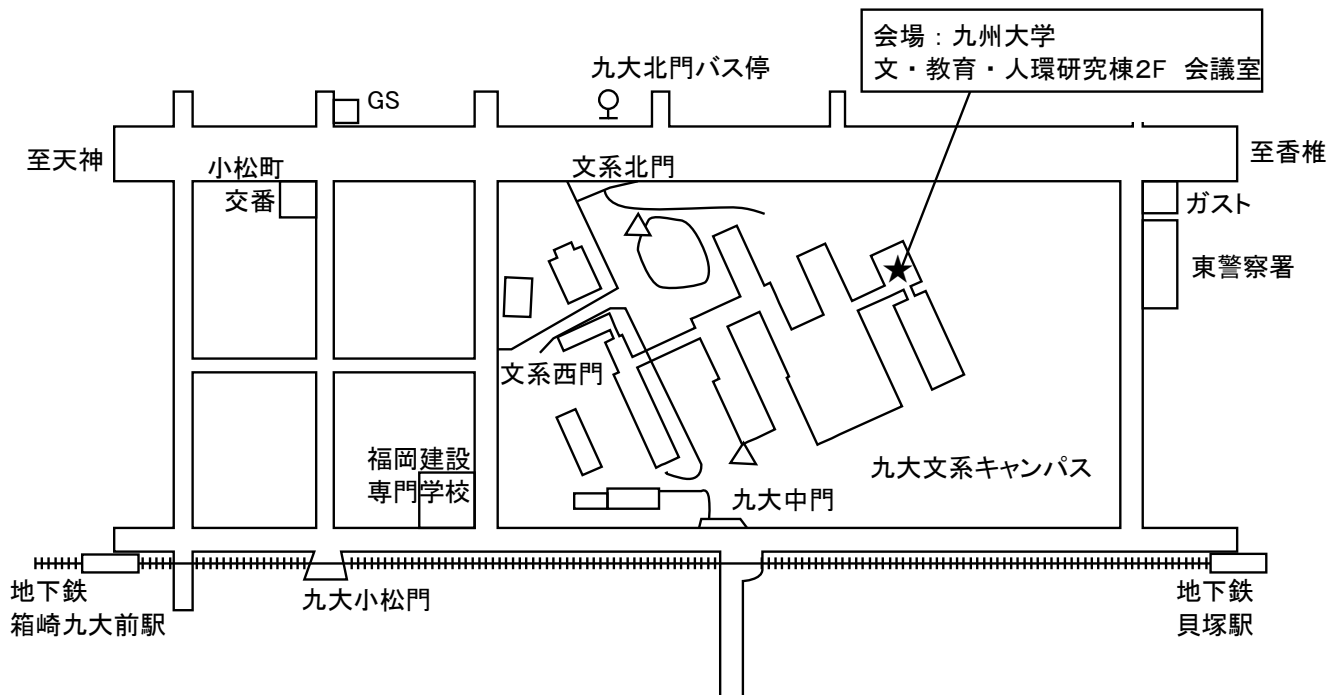 会場：九州大学
文・教育・人環研究棟2F　会議室
九大北門バス停
GS
至天神
小松町
交番
文系北門
至香椎
ガスト
東警察署
文系西門
福岡建設
専門学校
九大文系キャンパス
九大中門
地下鉄
箱崎九大前駅
九大小松門
地下鉄
貝塚駅